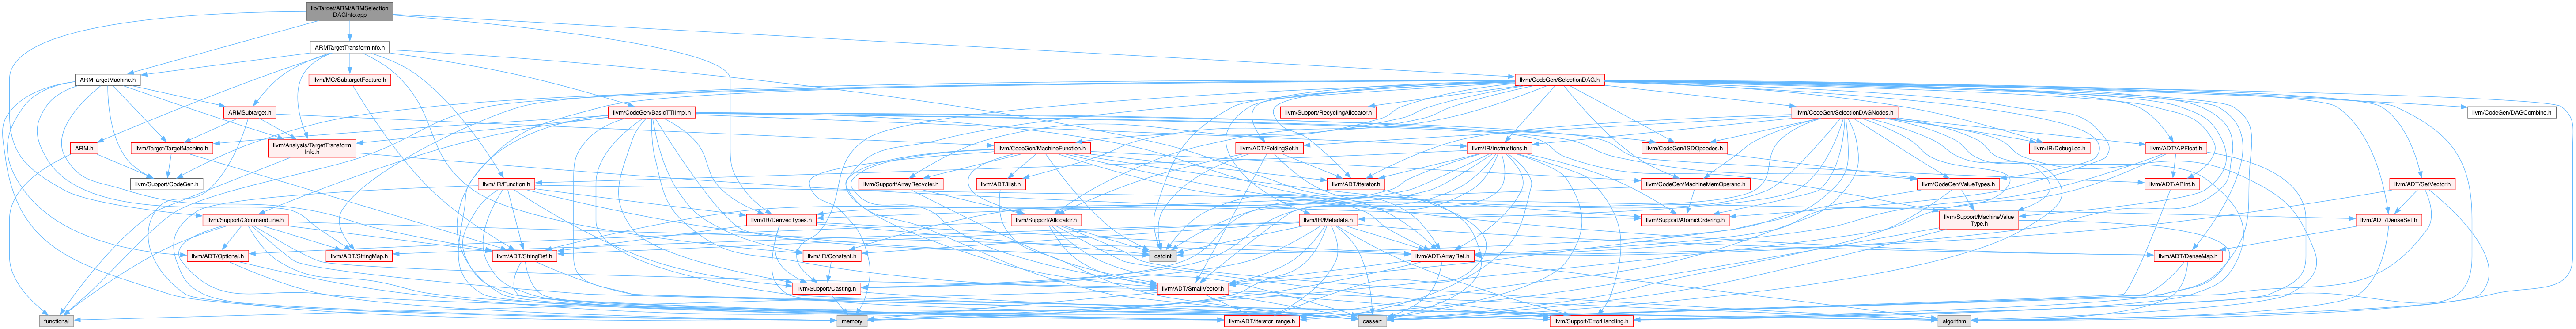 lib/Target/ARM/ARMSelection
DAGInfo.cpp
ARMTargetTransformInfo.h
ARMTargetMachine.h
llvm/MC/SubtargetFeature.h
llvm/CodeGen/SelectionDAG.h
ARMSubtarget.h
llvm/CodeGen/BasicTTIImpl.h
llvm/Support/RecyclingAllocator.h
llvm/CodeGen/SelectionDAGNodes.h
llvm/CodeGen/DAGCombine.h
ARM.h
llvm/Target/TargetMachine.h
llvm/Analysis/TargetTransform
Info.h
llvm/CodeGen/MachineFunction.h
llvm/ADT/FoldingSet.h
llvm/IR/Instructions.h
llvm/CodeGen/ISDOpcodes.h
llvm/IR/DebugLoc.h
llvm/ADT/APFloat.h
llvm/Support/CodeGen.h
llvm/IR/Function.h
llvm/Support/ArrayRecycler.h
llvm/ADT/ilist.h
llvm/ADT/iterator.h
llvm/CodeGen/MachineMemOperand.h
llvm/CodeGen/ValueTypes.h
llvm/ADT/APInt.h
llvm/ADT/SetVector.h
llvm/Support/CommandLine.h
llvm/IR/DerivedTypes.h
llvm/Support/Allocator.h
llvm/IR/Metadata.h
llvm/Support/AtomicOrdering.h
llvm/Support/MachineValue
Type.h
llvm/ADT/DenseSet.h
llvm/ADT/Optional.h
llvm/ADT/StringMap.h
llvm/ADT/StringRef.h
llvm/IR/Constant.h
cstdint
llvm/ADT/ArrayRef.h
llvm/ADT/DenseMap.h
llvm/Support/Casting.h
llvm/ADT/SmallVector.h
functional
memory
llvm/ADT/iterator_range.h
cassert
llvm/Support/ErrorHandling.h
algorithm